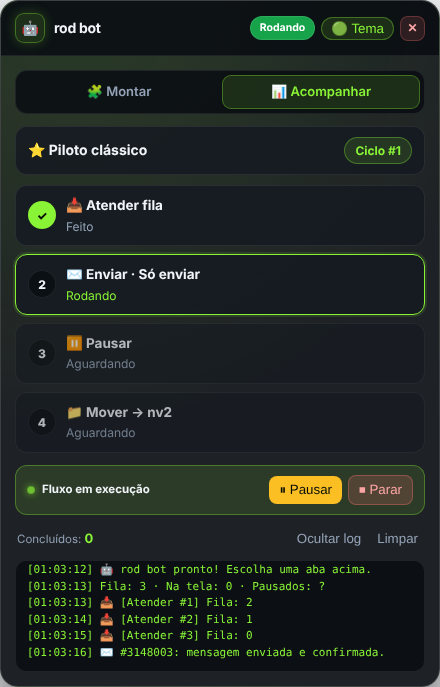 🤖 rod bot Rodando 🟢 Tema ✕
🧩 Montar 📊 Acompanhar
⭐ Piloto clássico Ciclo #1
✓ 📥 Atender fila
Feito
2 ✉️ Enviar · Só enviar
Rodando
3 ⏸️ Pausar
Aguardando
4 📁 Mover → nv2
Aguardando
Fluxo em execução ⏸ Pausar ⏹ Parar
Concluídos: 0 Ocultar log Limpar
[01:03:12] 🤖 rod bot pronto! Escolha uma aba acima.
[01:03:13] Fila: 3 · Na tela: 0 · Pausados: ?
[01:03:13] 📥 [Atender #1] Fila: 2
[01:03:14] 📥 [Atender #2] Fila: 1
[01:03:15] 📥 [Atender #3] Fila: 0
[01:03:16] ✉️ #3148003: mensagem enviada e confirmada.